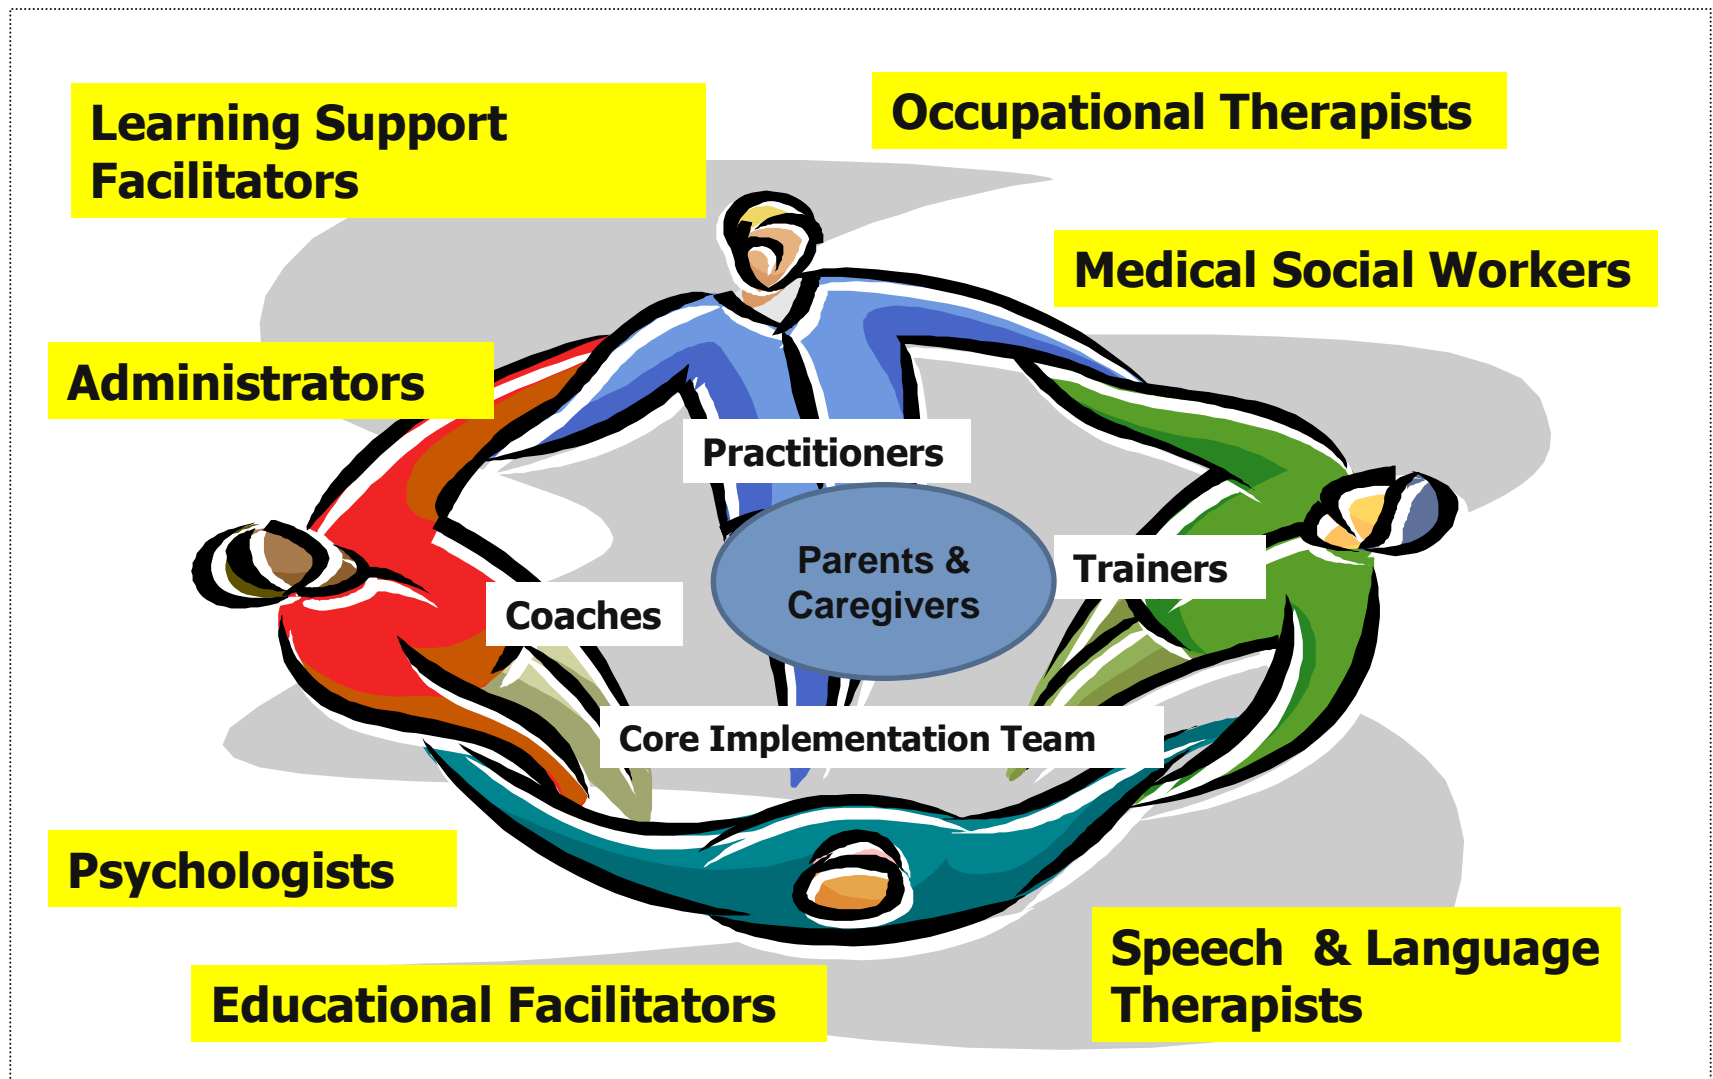 Learning Support
Facilitators
Occupational Therapists
Medical Social Workers
Administrators
Practitioners
Parents &
Caregivers
Trainers
Coaches
Core Implementation Team
Psychologists
Speech  & Language
Therapists
Educational Facilitators